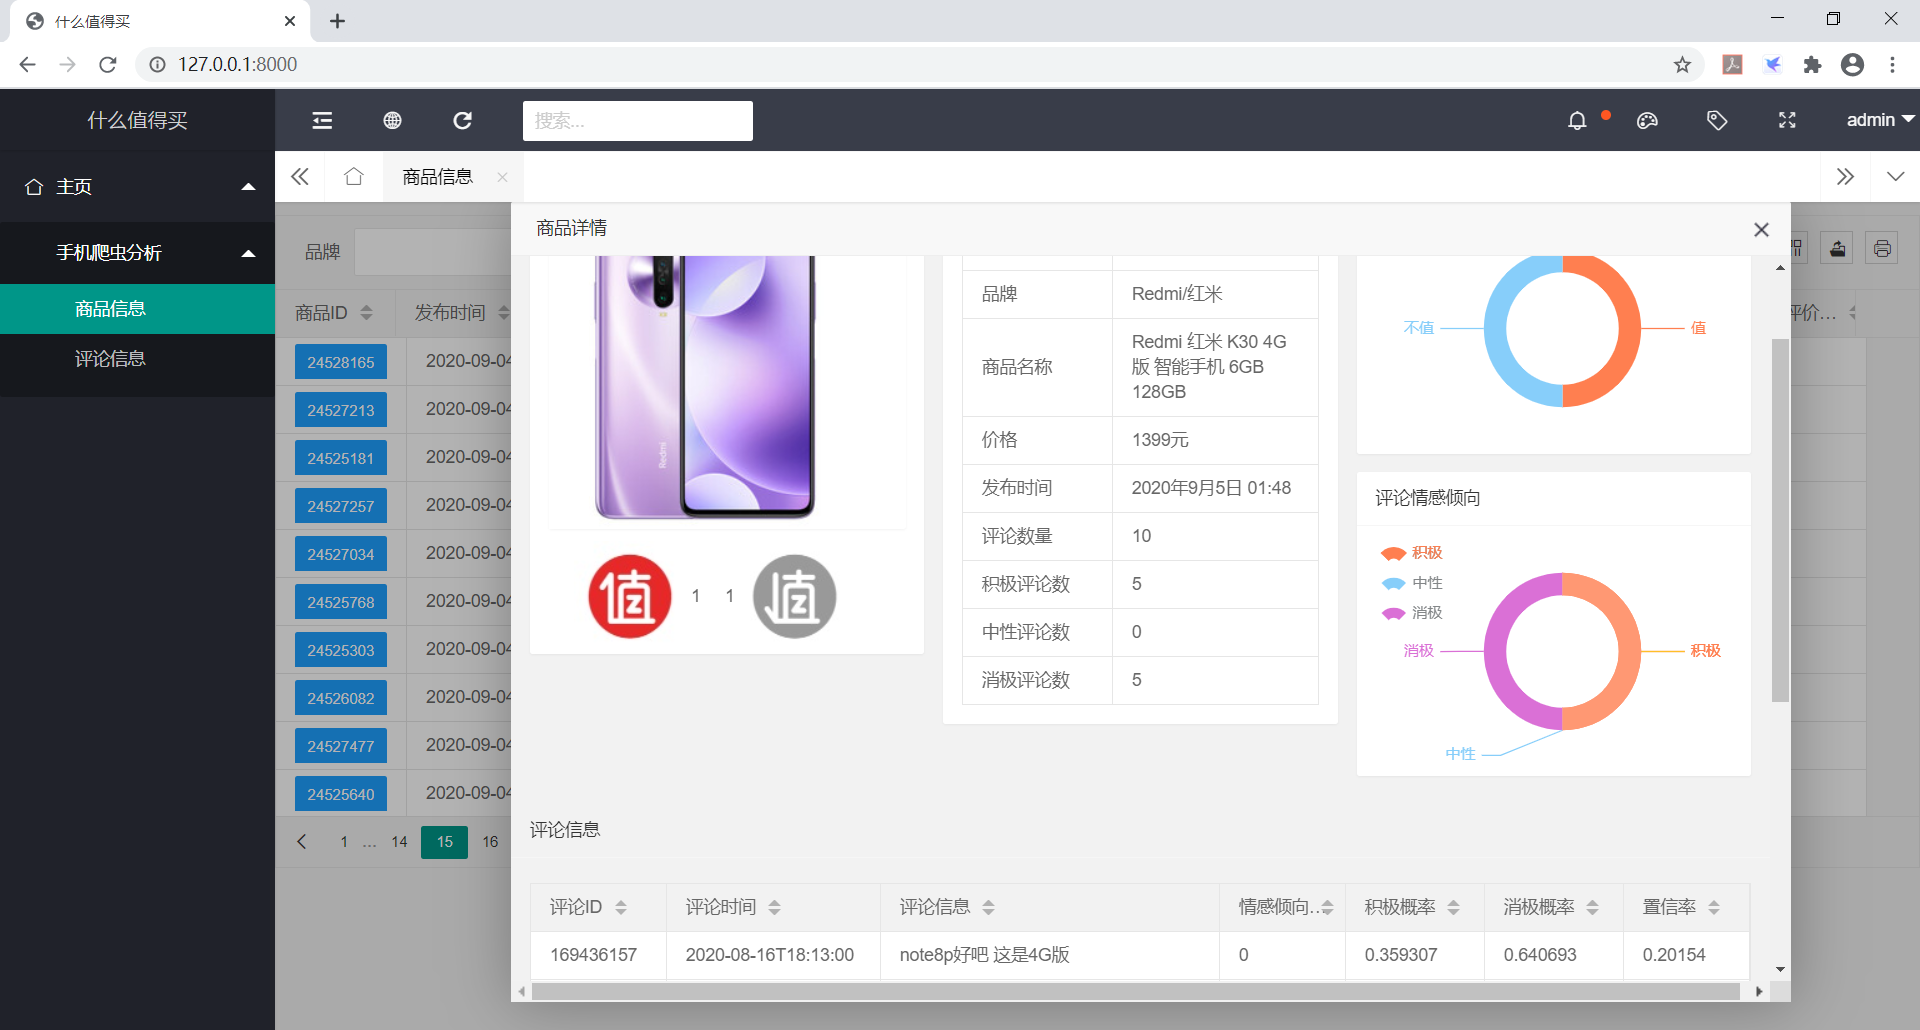 什么值得买
127.0.0.1:8000
什么值得买
搜索...
admin
主页
手机爬虫分析
商品信息
评论信息
商品信息
品牌
商品ID
发布时间
评价...
24528165
2020-09-04
24527213
2020-09-04
24525181
2020-09-04
24527257
2020-09-04
24527034
2020-09-04
24525768
2020-09-04
24525303
2020-09-04
24526082
2020-09-04
24527477
2020-09-04
24525640
2020-09-04
1 ... 14 15 16
商品详情
Redmi
值 1 1 值
品牌
Redmi/红米
商品名称
Redmi 红米 K30 4G
版 智能手机 6GB
128GB
价格
1399元
发布时间
2020年9月5日 01:48
评论数量
10
积极评论数
5
中性评论数
0
消极评论数
5
不值
值
评论情感倾向
积极
中性
消极
消极
积极
中性
评论信息
评论ID
评论时间
评论信息
情感倾向...
积极概率
消极概率
置信率
169436157
2020-08-16T18:13:00
note8p好吧 这是4G版
0
0.359307
0.640693
0.20154